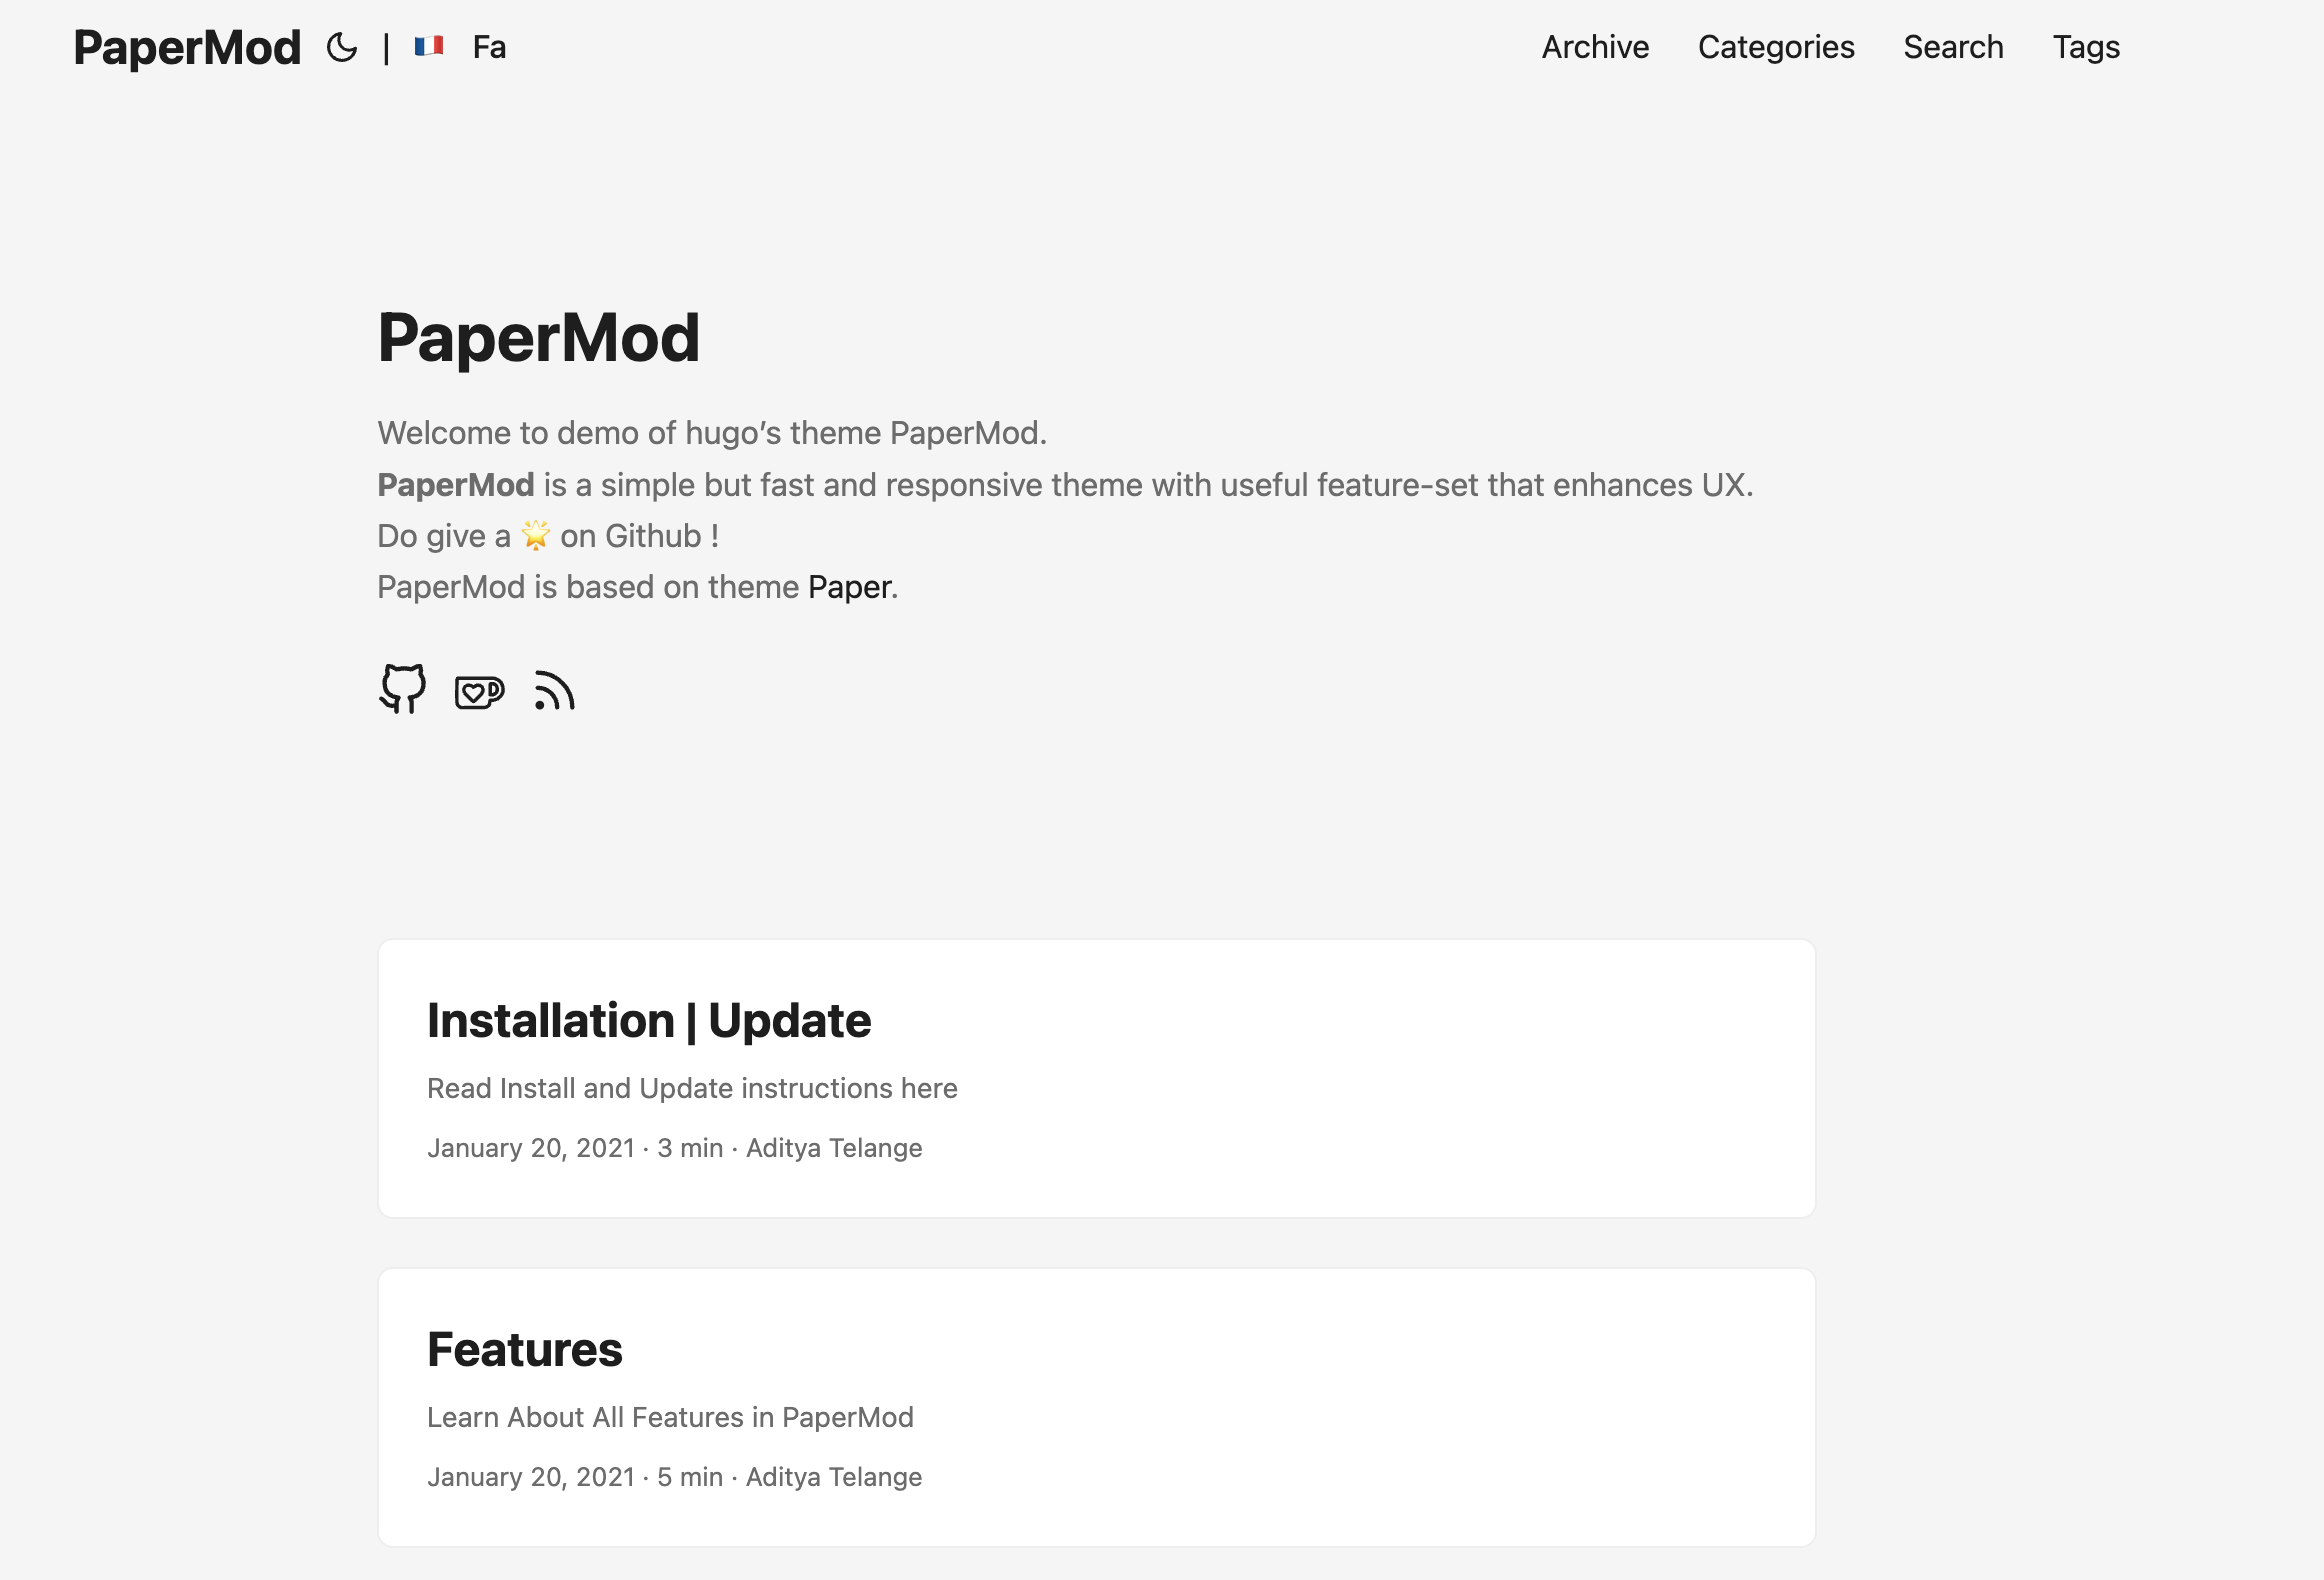 PaperMod | Fa Archive Categories Search Tags
PaperMod
Welcome to demo of hugo’s theme PaperMod.
PaperMod is a simple but fast and responsive theme with useful feature-set that enhances UX.
Do give a 🌟 on Github !
PaperMod is based on theme Paper.
Installation | Update
Read Install and Update instructions here
January 20, 2021 · 3 min · Aditya Telange
Features
Learn About All Features in PaperMod
January 20, 2021 · 5 min · Aditya Telange